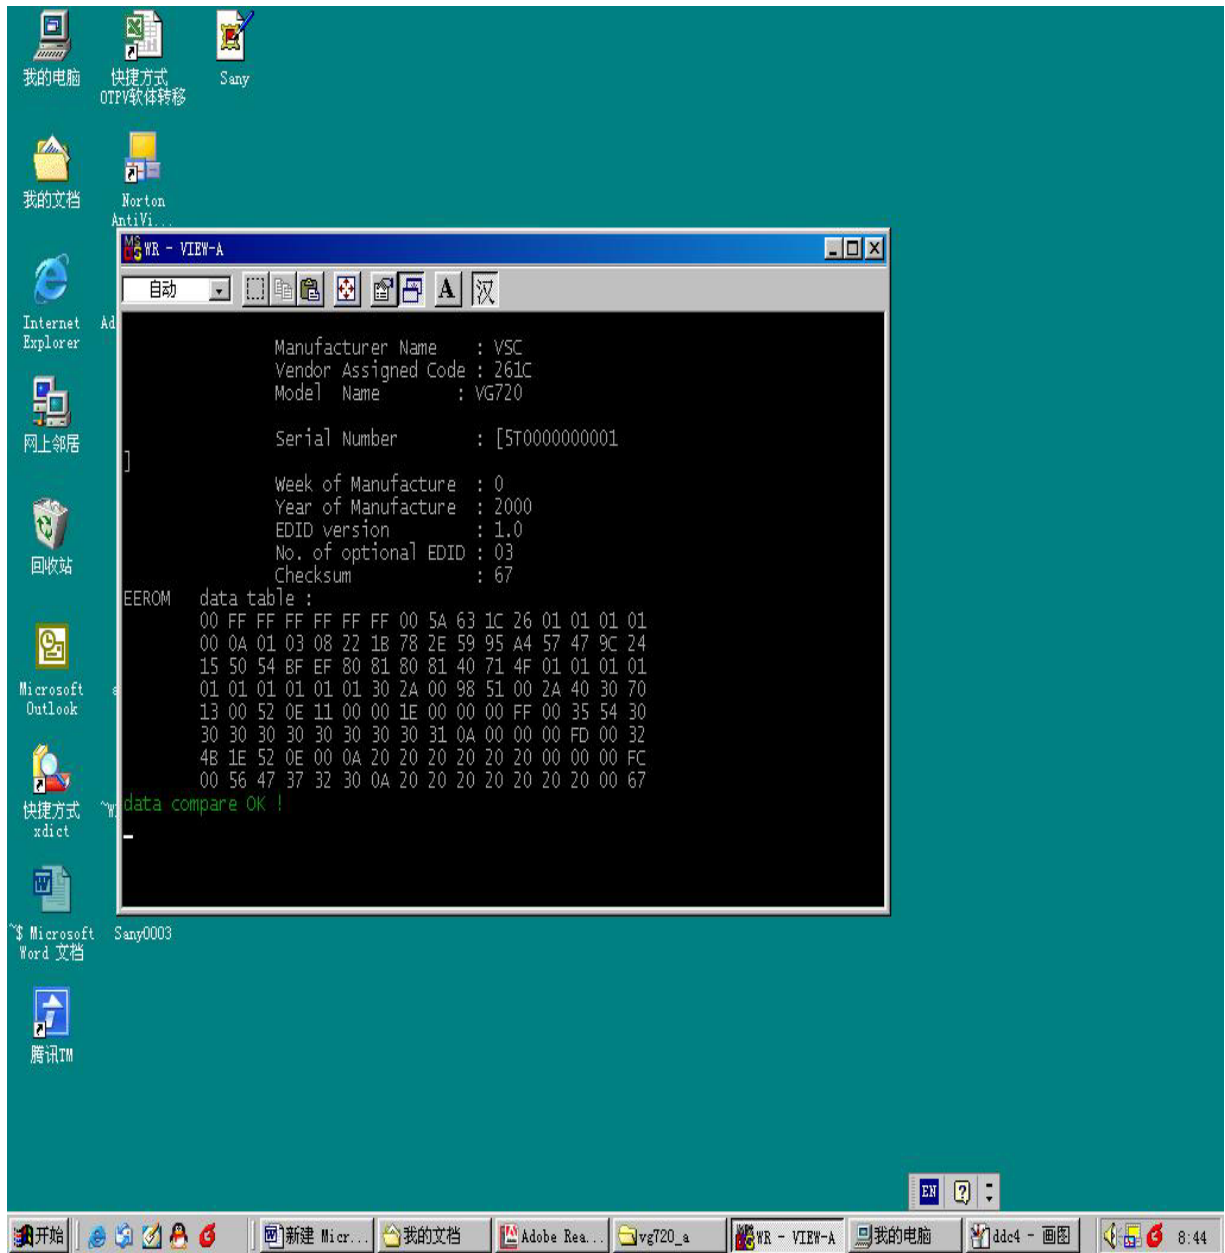 我的电脑
快捷方式
OTPV软体转移
Sany
我的文档
Norton
AntiVi...
Internet
Explorer
Ad
网上邻居
回收站
Microsoft
Outlook
e
快捷方式
xdict
~W
~$ Microsoft
Word 文档
Sany0003
腾讯TM
WR - VIEW-A
自动
A
汉
Manufacturer Name : VSC
Vendor Assigned Code : 261C
Model Name : VG720
Serial Number : [5T0000000001
]
Week of Manufacture : 0
Year of Manufacture : 2000
EDID version : 1.0
No. of optional EDID : 03
Checksum : 67
EEROM data table :
00 FF FF FF FF FF FF 00 5A 63 1C 26 01 01 01 01
00 0A 01 03 08 22 1B 78 2E 59 95 A4 57 47 9C 24
15 50 54 BF EF 80 81 80 81 40 71 4F 01 01 01 01
01 01 01 01 01 01 30 2A 00 98 51 00 2A 40 30 70
13 00 52 0E 11 00 00 1E 00 00 00 FF 00 35 54 30
30 30 30 30 30 30 30 30 31 0A 00 00 00 FD 00 32
4B 1E 52 0E 00 0A 20 20 20 20 20 20 00 00 00 FC
00 56 47 37 32 30 0A 20 20 20 20 20 20 20 00 67
data compare OK !
EN
开始
新建 Micr...
我的文档
Adobe Rea...
vg720_a
WR - VIEW-A
我的电脑
ddc4 - 画图
8:44